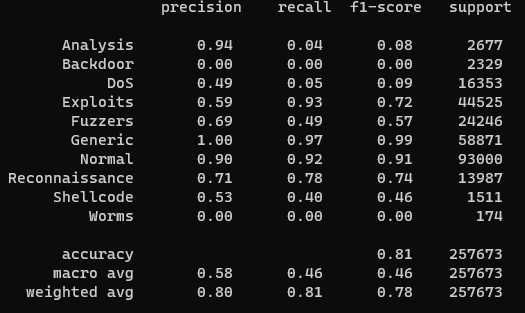 precision recall f1-score support
Analysis 0.94 0.04 0.08 2677
Backdoor 0.00 0.00 0.00 2329
DoS 0.49 0.05 0.09 16353
Exploits 0.59 0.93 0.72 44525
Fuzzers 0.69 0.49 0.57 24246
Generic 1.00 0.97 0.99 58871
Normal 0.90 0.92 0.91 93000
Reconnaissance 0.71 0.78 0.74 13987
Shellcode 0.53 0.40 0.46 1511
Worms 0.00 0.00 0.00 174
accuracy 0.81 257673
macro avg 0.58 0.46 0.46 257673
weighted avg 0.80 0.81 0.78 257673